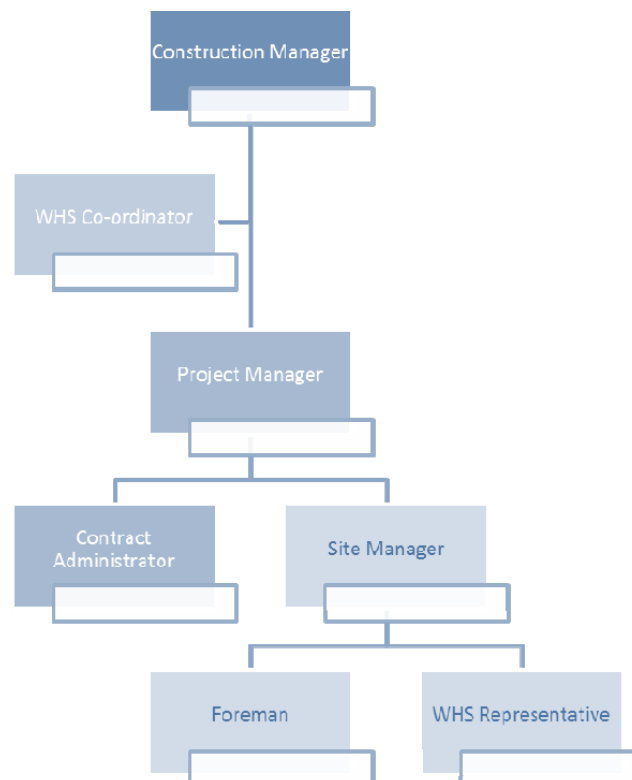 Construction Manager
WHS Co-ordinator
Project Manager
Contract
Administrator
Site Manager
Foreman
WHS Representative